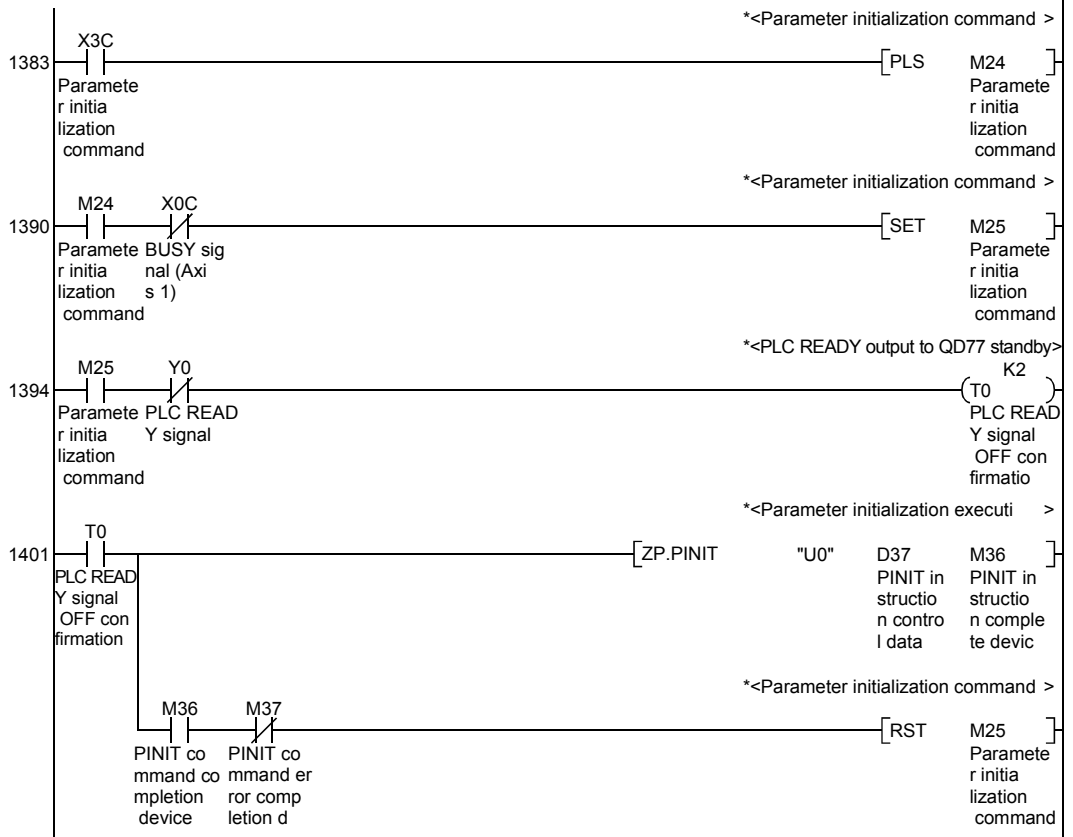 *<Parameter initialization command >
X3C
1383
PLS M24
Paramete
r initia
lization
command
Paramete
r initia
lization
command
*<Parameter initialization command >
M24 X0C
1390
SET M25
Paramete
r initia
lization
command
BUSY sig
nal (Axi
s 1)
Paramete
r initia
lization
command
*<PLC READY output to QD77 standby>
M25 Y0
K2
1394
T0
Paramete
r initia
lization
command
PLC READ
Y signal
PLC READ
Y signal
OFF con
firmatio
*<Parameter initialization executi >
T0
1401
ZP.PINIT "U0" D37 M36
PLC READ
Y signal
OFF con
firmation
PINIT in
structio
n contro
l data
PINIT in
structio
n comple
te devic
*<Parameter initialization command >
M36 M37
RST M25
PINIT co
mmand co
mpletion
device
PINIT co
mmand er
ror comp
letion d
Paramete
r initia
lization
command